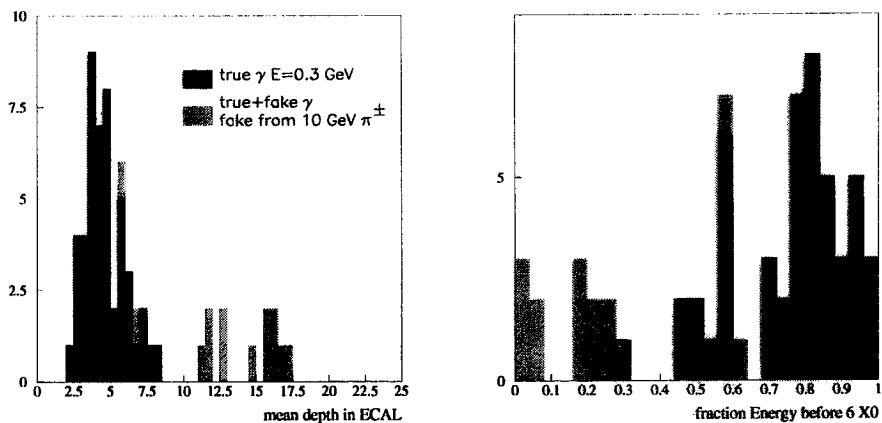 10
7.5
5
2.5
0
true γ E=0.3 GeV
true+fake γ
fake from 10 GeV π±
2.5 5 7.5 10 12.5 15 17.5 20 22.5 25
mean depth in ECAL
5
0
0 0.1 0.2 0.3 0.4 0.5 0.6 0.7 0.8 0.9 1
fraction Energy before 6 X0